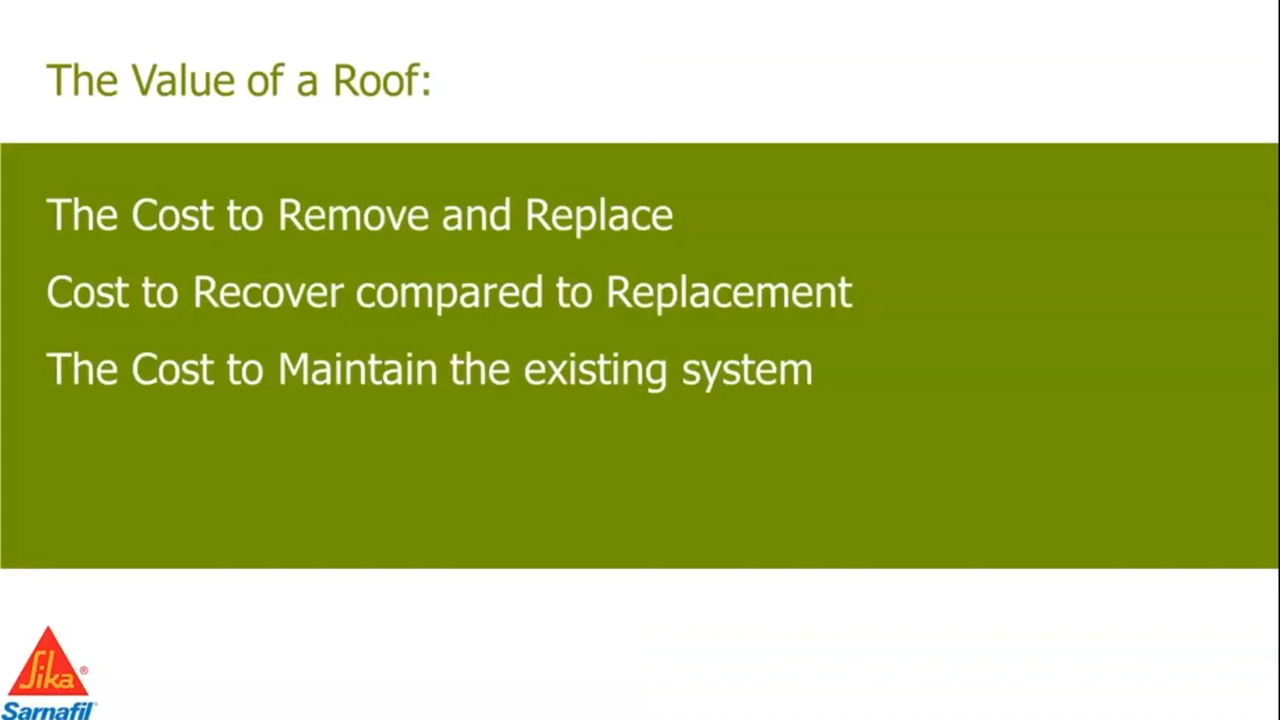 The Value of a Roof:
The Cost to Remove and Replace
Cost to Recover compared to Replacement
The Cost to Maintain the existing system
Sika®
Sarnafil